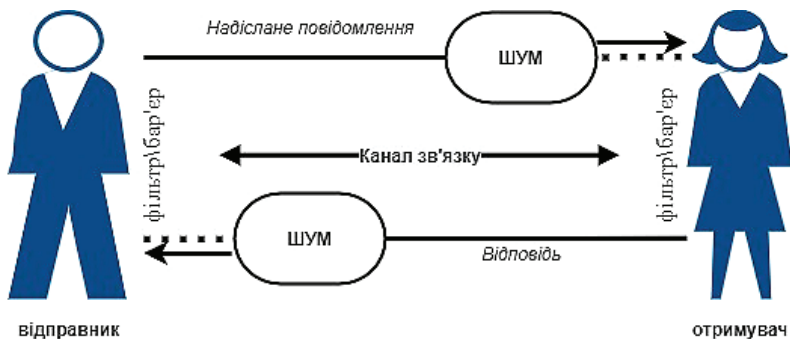 Надіслане повідомлення
ШУМ
фільтр\бар'єр
фільтр\бар'єр
Канал зв'язку
ШУМ
Відповідь
відправник
отримувач